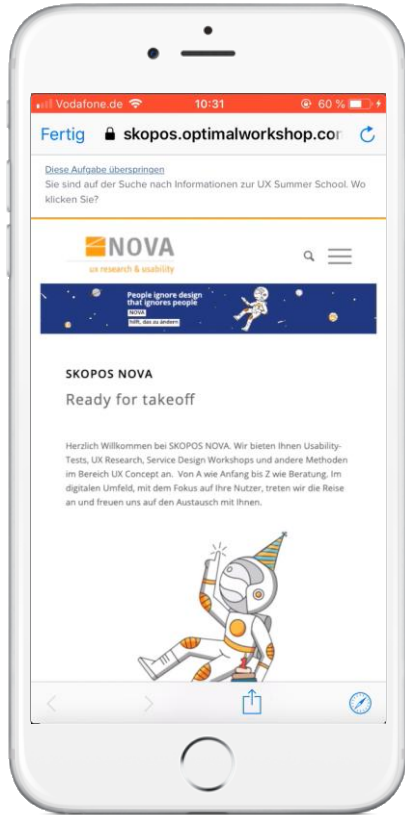 Vodafone.de 10:31 60 %
Fertig skopos.optimalworkshop.cor
Diese Aufgabe überspringen
Sie sind auf der Suche nach Informationen zur UX Summer School. Wo
klicken Sie?
NOVA
ux research & usability
People ignore design
that ignores people
NOVA
hilft, das zu ändern
SKOPOS NOVA
Ready for takeoff
Herzlich Willkommen bei SKOPOS NOVA. Wir bieten Ihnen Usability-
Tests, UX Research, Service Design Workshops und andere Methoden
im Bereich UX Concept an. Von A wie Anfang bis Z wie Beratung. Im
digitalen Umfeld, mit dem Fokus auf Ihre Nutzer, treten wir die Reise
an und freuen uns auf den Austausch mit Ihnen.